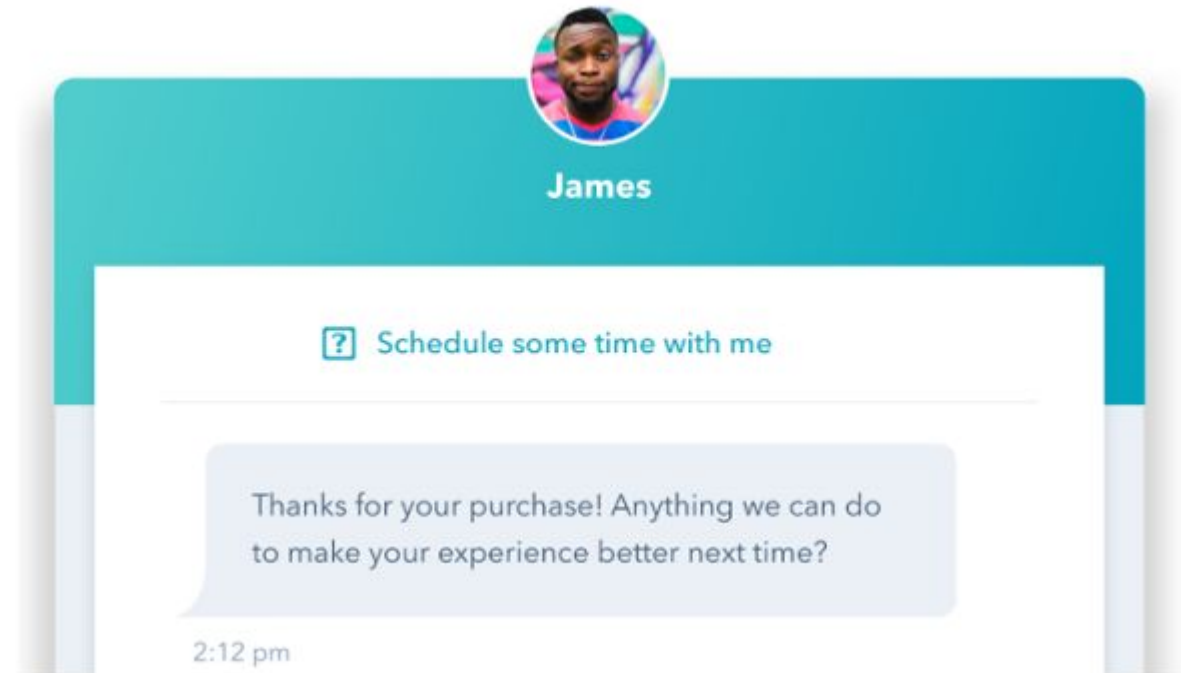 James
Schedule some time with me
Thanks for your purchase! Anything we can do
to make your experience better next time?
2:12 pm